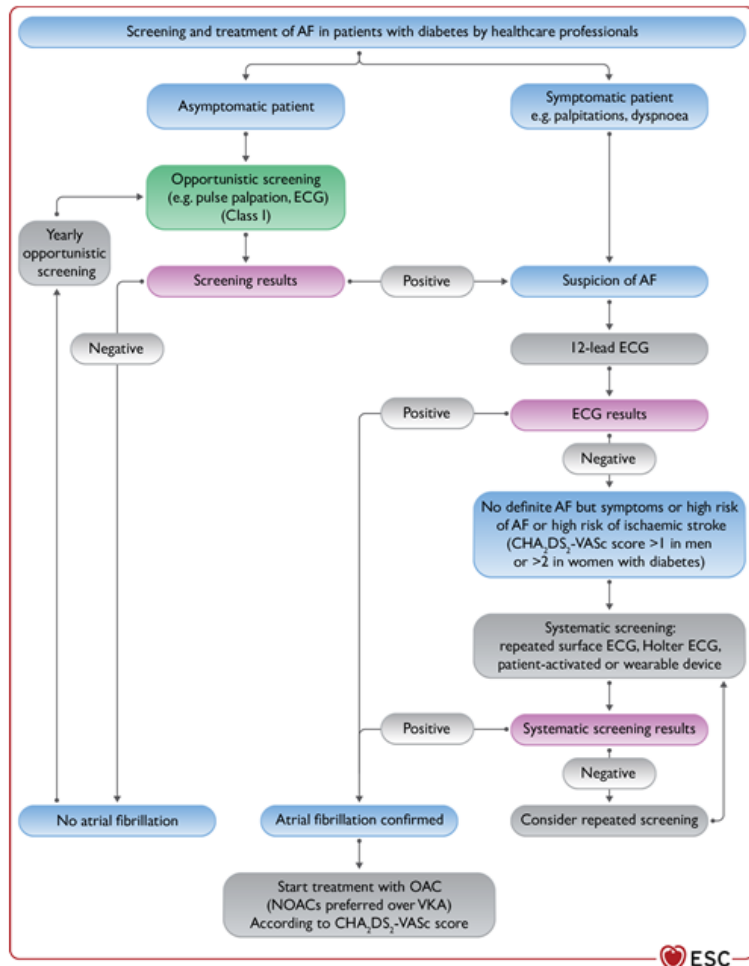 Screening and treatment of AF in patients with diabetes by healthcare professionals
Asymptomatic patient
Symptomatic patient
e.g. palpitations, dyspnoea
Opportunistic screening
(e.g. pulse palpation, ECG)
(Class I)
Yearly
opportunistic
screening
Screening results
Positive
Suspicion of AF
Negative
12-lead ECG
Positive
ECG results
Negative
No definite AF but symptoms or high risk
of AF or high risk of ischaemic stroke
(CHA₂DS₂-VASc score >1 in men
or >2 in women with diabetes)
Systematic screening:
repeated surface ECG, Holter ECG,
patient-activated or wearable device
Positive
Systematic screening results
Negative
No atrial fibrillation
Atrial fibrillation confirmed
Consider repeated screening
Start treatment with OAC
(NOACs preferred over VKA)
According to CHA₂DS₂-VASc score
ESC